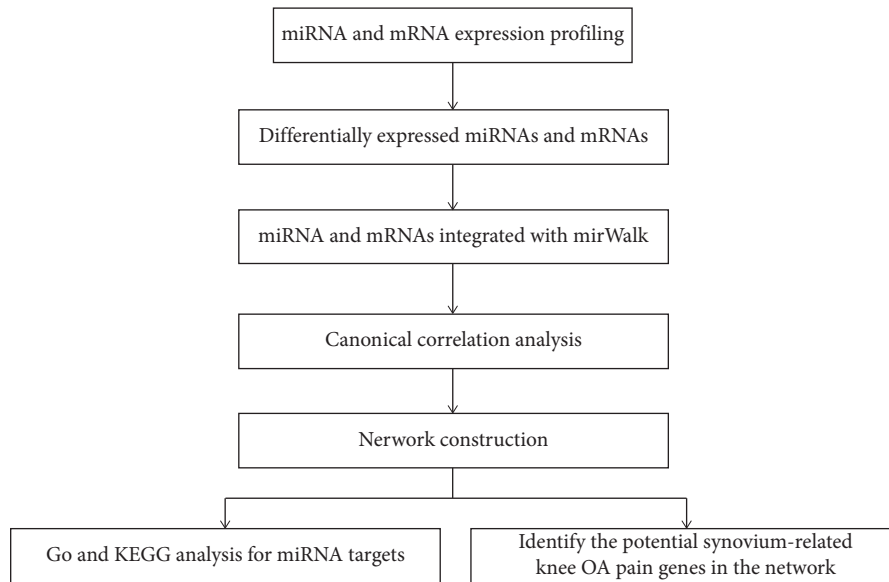 miRNA and mRNA expression profiling
Differentially expressed miRNAs and mRNAs
miRNA and mRNAs integrated with mirWalk
Canonical correlation analysis
Nerwork construction
Go and KEGG analysis for miRNA targets
Identify the potential synovium-related
knee OA pain genes in the network